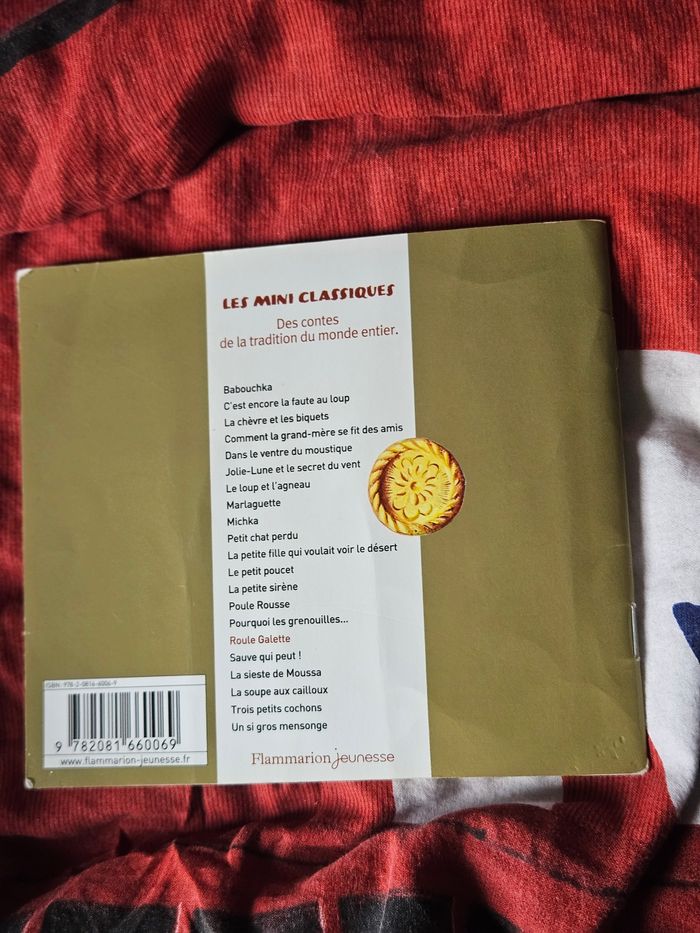 LES MINI CLASSIQUES
Des contes
de la tradition du monde entier.
Babouchka
C'est encore la faute au loup
La chèvre et les biquets
Comment la grand-mère se fit des amis
Dans le ventre du moustique
Jolie-Lune et le secret du vent
Le loup et l'agneau
Marlaguette
Michka
Petit chat perdu
La petite fille qui voulait voir le désert
Le petit poucet
La petite sirène
Poule Rousse
Pourquoi les grenouilles...
Roule Galette
Sauve qui peut !
La sieste de Moussa
La soupe aux cailloux
Trois petits cochons
Un si gros mensonge
Flammarion jeunesse
ISBN: 978-2-0816-6006-9
9 782081 660069
www.flammarion-jeunesse.fr